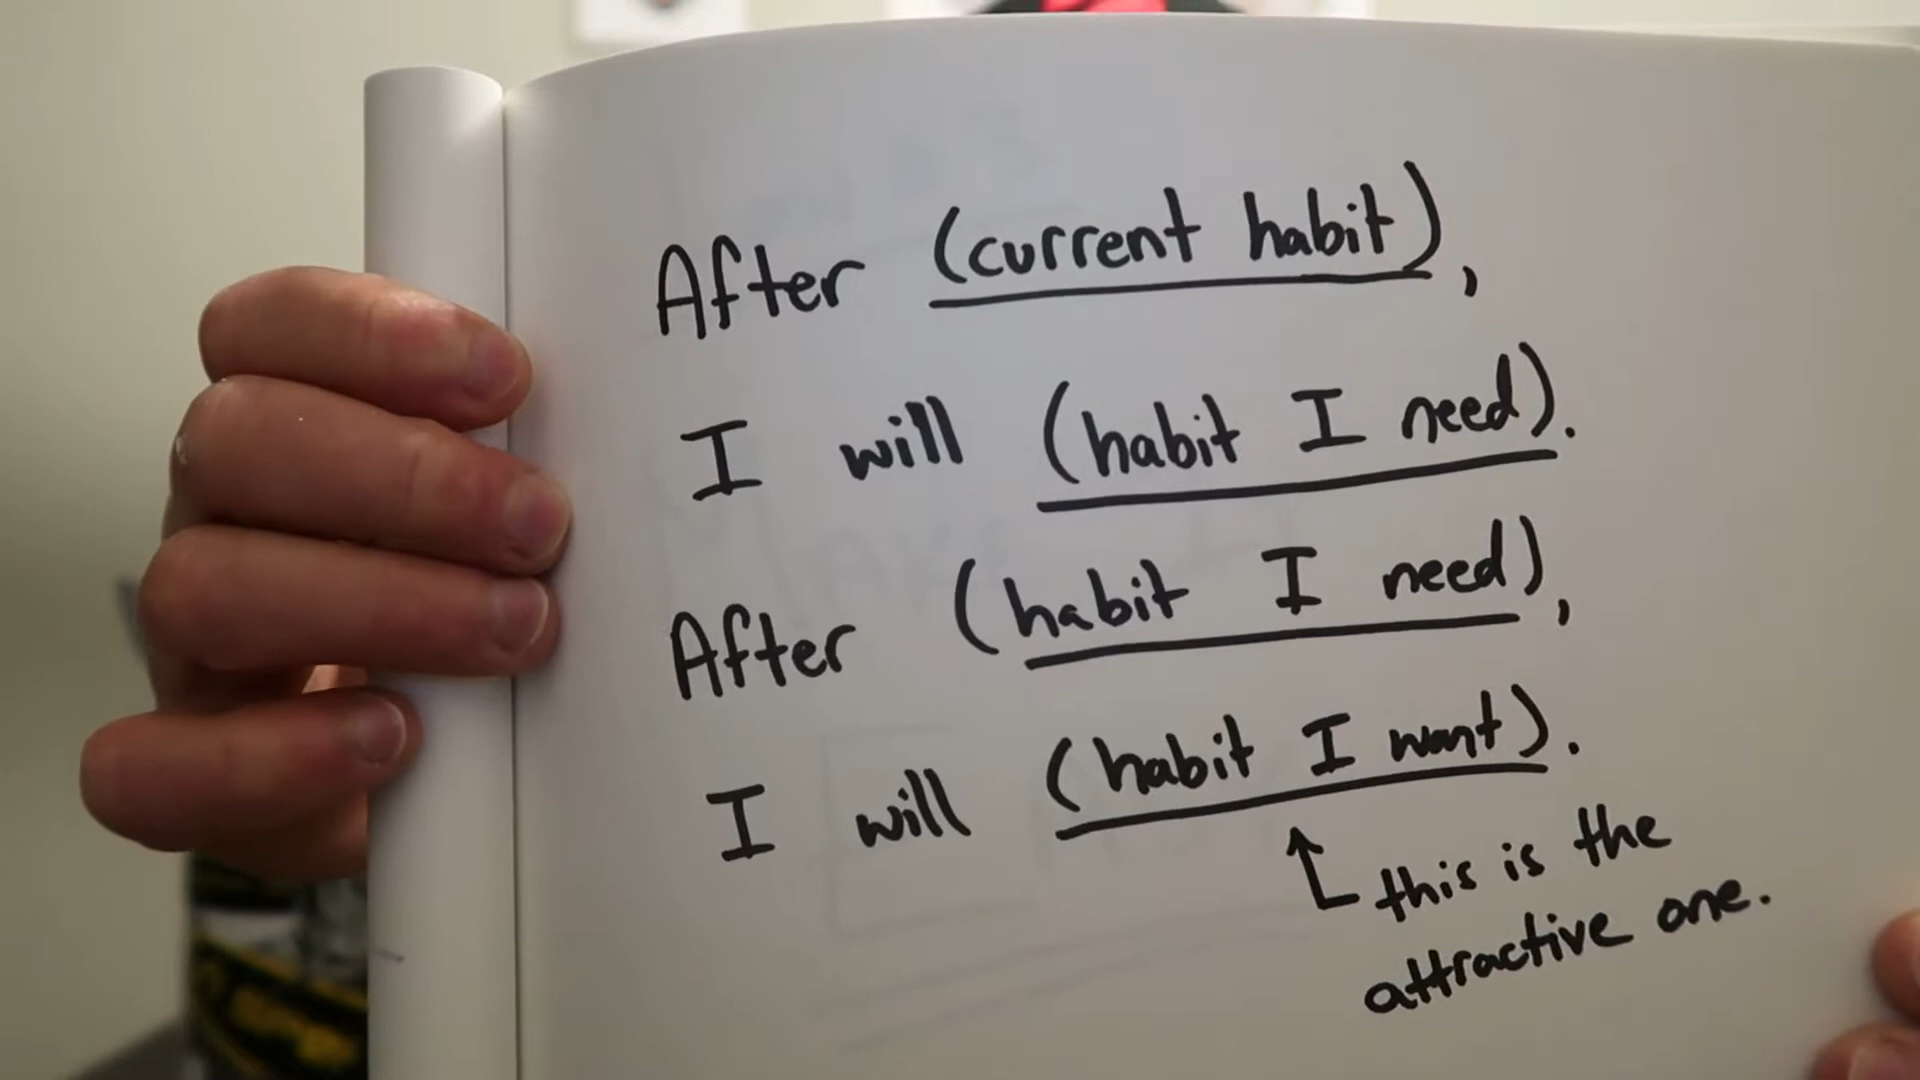 After (current habit),
I will (habit I need).
After (habit I need),
I will (habit I want).
this is the
attractive one.